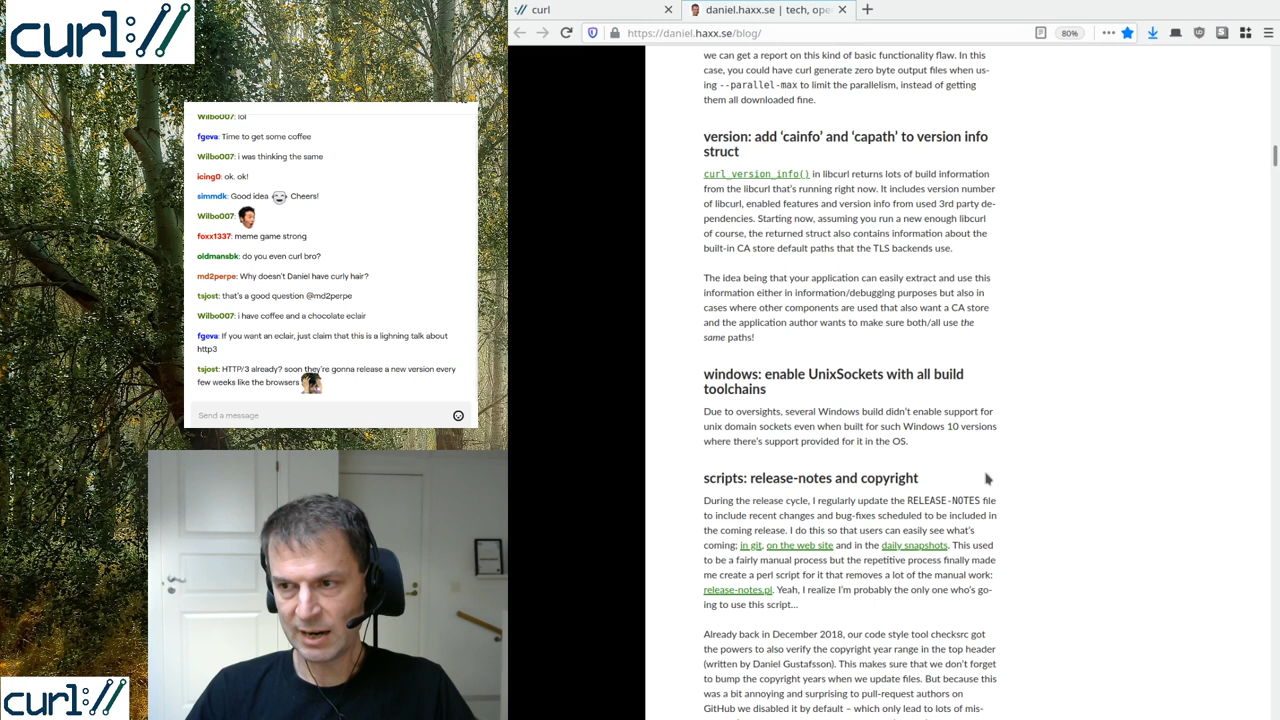 curl://
Wilbo007: lol
fgeva: Time to get some coffee
Wilbo007: i was thinking the same
icing0: ok. ok!
simmdk: Good idea Cheers!
Wilbo007:
foxx1337: meme game strong
oldmansbk: do you even curl bro?
md2perpe: Why doesn't Daniel have curly hair?
tsjost: that's a good question @md2perpe
Wilbo007: i have coffee and a chocolate eclair
fgeva: If you want an eclair, just claim that this is a lighning talk about
http3
tsjost: HTTP/3 already? soon they're gonna release a new version every
few weeks like the browsers
Send a message
curl://
curl
daniel.haxx.se | tech, ope
https://daniel.haxx.se/blog/
80%
we can get a report on this kind of basic functionality flaw. In this
case, you could have curl generate zero byte output files when us-
ing --parallel-max to limit the parallelism, instead of getting
them all downloaded fine.
version: add ‘cainfo’ and ‘capath’ to version info
struct
curl_version_info() in libcurl returns lots of build information
from the libcurl that's running right now. It includes version number
of libcurl, enabled features and version info from used 3rd party de-
pendencies. Starting now, assuming you run a new enough libcurl
of course, the returned struct also contains information about the
built-in CA store default paths that the TLS backends use.
The idea being that your application can easily extract and use this
information either in information/debugging purposes but also in
cases where other components are used that also want a CA store
and the application author wants to make sure both/all use the
same paths!
windows: enable UnixSockets with all build
toolchains
Due to oversights, several Windows build didn't enable support for
unix domain sockets even when built for such Windows 10 versions
where there's support provided for it in the OS.
scripts: release-notes and copyright
During the release cycle, I regularly update the RELEASE-NOTES file
to include recent changes and bug-fixes scheduled to be included in
the coming release. I do this so that users can easily see what's
coming; in git, on the web site and in the daily snapshots. This used
to be a fairly manual process but the repetitive process finally made
me create a perl script for it that removes a lot of the manual work:
release-notes.pl. Yeah, I realize I'm probably the only one who's go-
ing to use this script…
Already back in December 2018, our code style tool checksrc got
the powers to also verify the copyright year range in the top header
(written by Daniel Gustafsson). This makes sure that we don't forget
to bump the copyright years when we update files. But because this
was a bit annoying and surprising to pull-request authors on
GitHub we disabled it by default – which only lead to lots of mis-